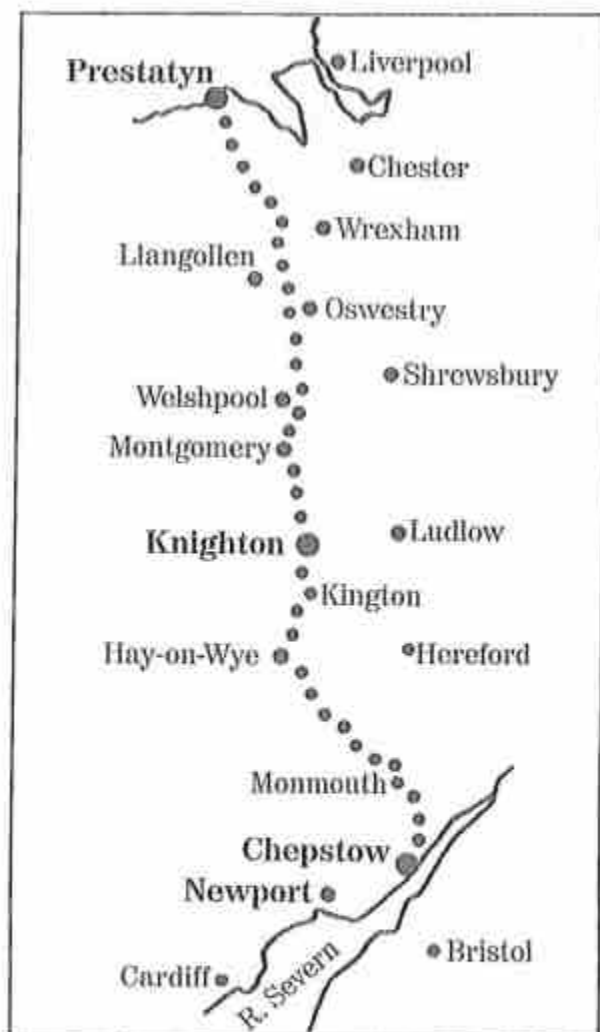 Liverpool
Prestatyn
Chester
Wrexham
Llangollen
Oswestry
Shrewsbury
Welshpool
Montgomery
Ludlow
Knighton
Kington
Hay-on-Wye
Hereford
Monmouth
Chepstow
Newport
Bristol
Cardiff
R. Severn